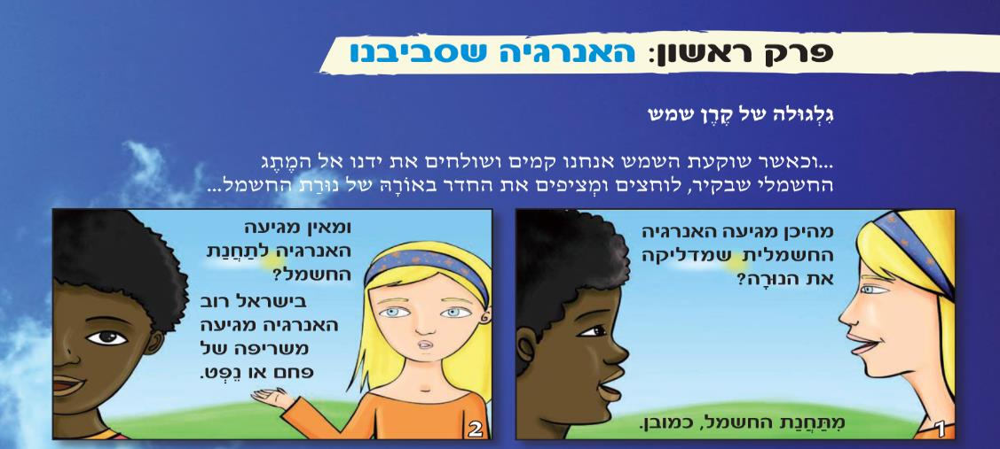 פרק ראשון: האנרגיה שסביבנו
גִלְגוּלה של קֶרֶן שמש
...וכאשר שוקעת השמש אנחנו קמים ושולחים את ידנו אל המֶתֶג
החשמלי שבקיר, לוחצים ומְציפים את החדר באוֹרָהּ של נוּרַת החשמל...
מהיכן מגיעה האנרגיה
החשמלית שמדליקה
את הנוּרָה?
מִתַּחֲנַת החשמל, כמובן.
1
ומאין מגיעה
האנרגיה לתַחֲנַת
החשמל?
בישראל רוב
האנרגיה מגיעה
משריפה של
פחם או נֵפְט.
2